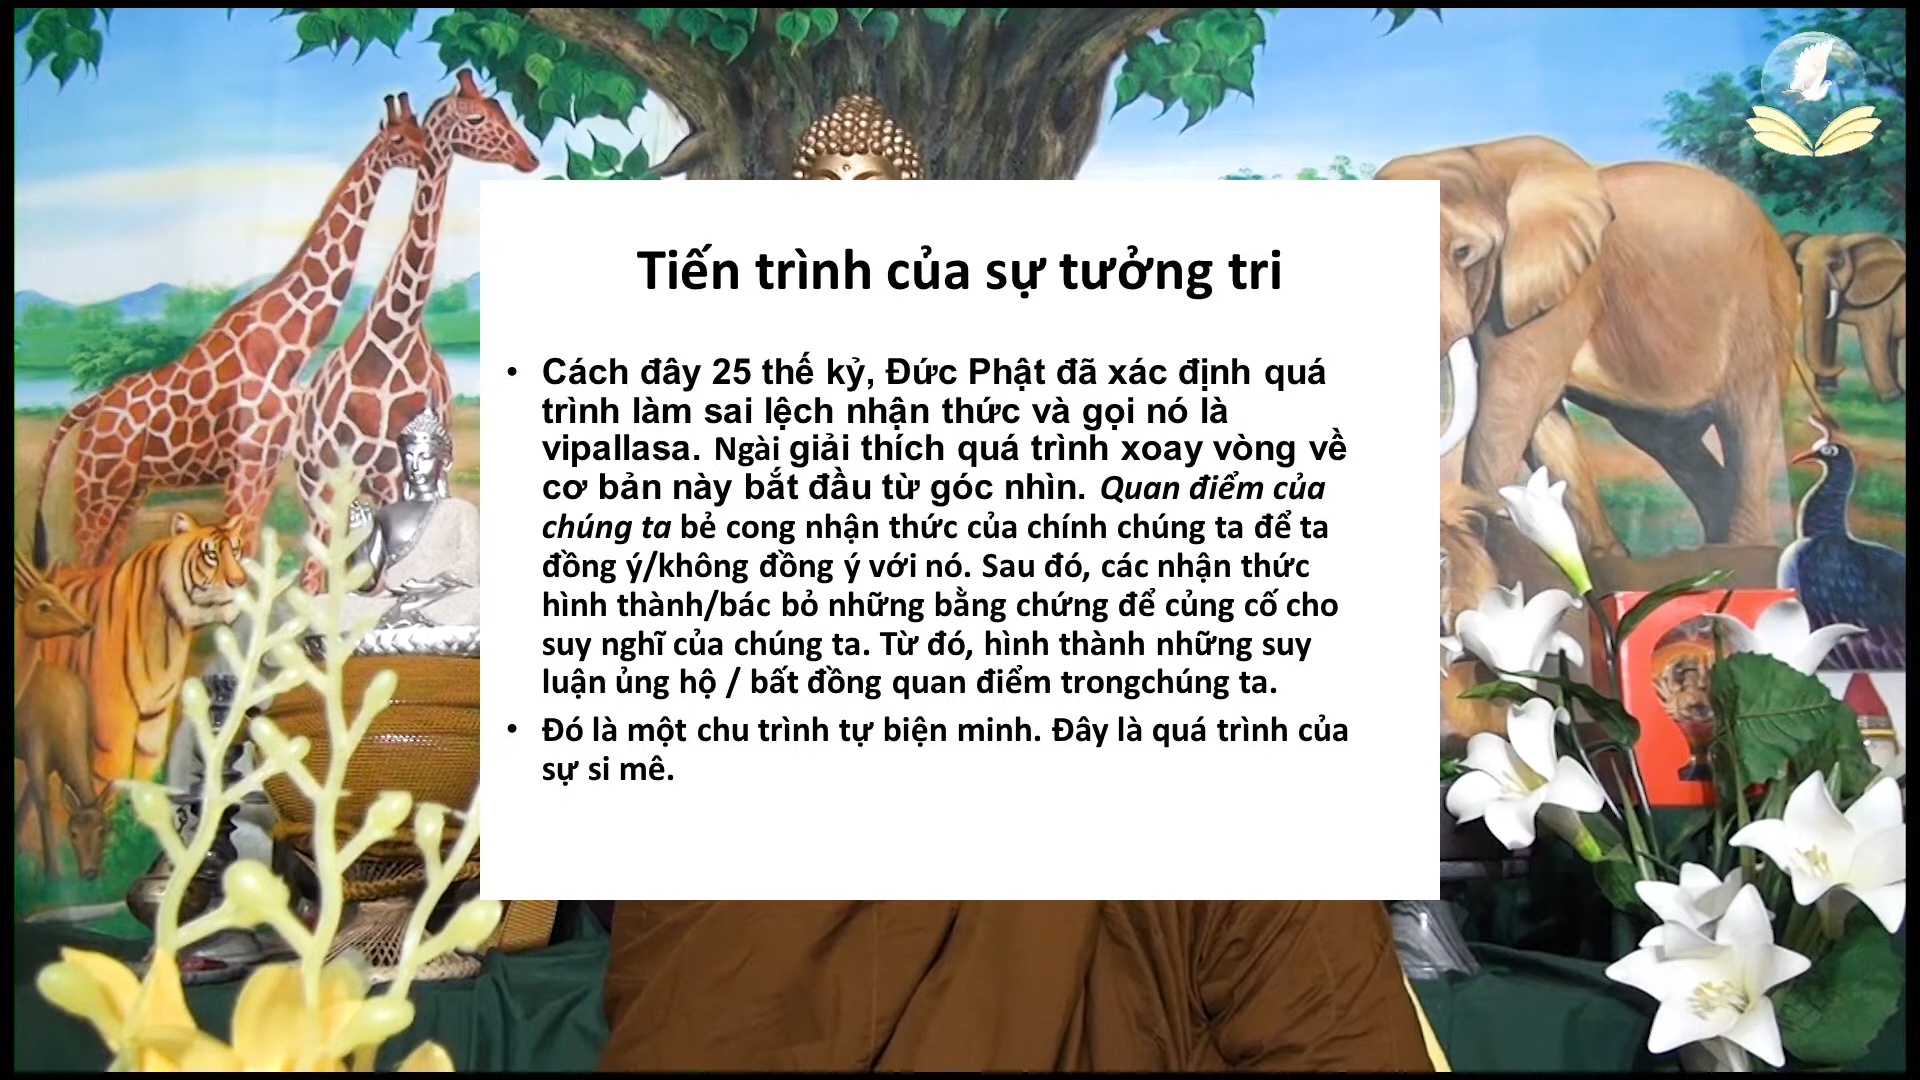 Tiến trình của sự tưởng tri
• Cách đây 25 thế kỷ, Đức Phật đã xác định quá
trình làm sai lệch nhận thức và gọi nó là
vipallasa. Ngài giải thích quá trình xoay vòng về
cơ bản này bắt đầu từ góc nhìn. Quan điểm của
chúng ta bẻ cong nhận thức của chính chúng ta để ta
đồng ý/không đồng ý với nó. Sau đó, các nhận thức
hình thành/bác bỏ những bằng chứng để củng cố cho
suy nghĩ của chúng ta. Từ đó, hình thành những suy
luận ủng hộ / bất đồng quan điểm trongchúng ta.
• Đó là một chu trình tự biện minh. Đây là quá trình của
sự si mê.